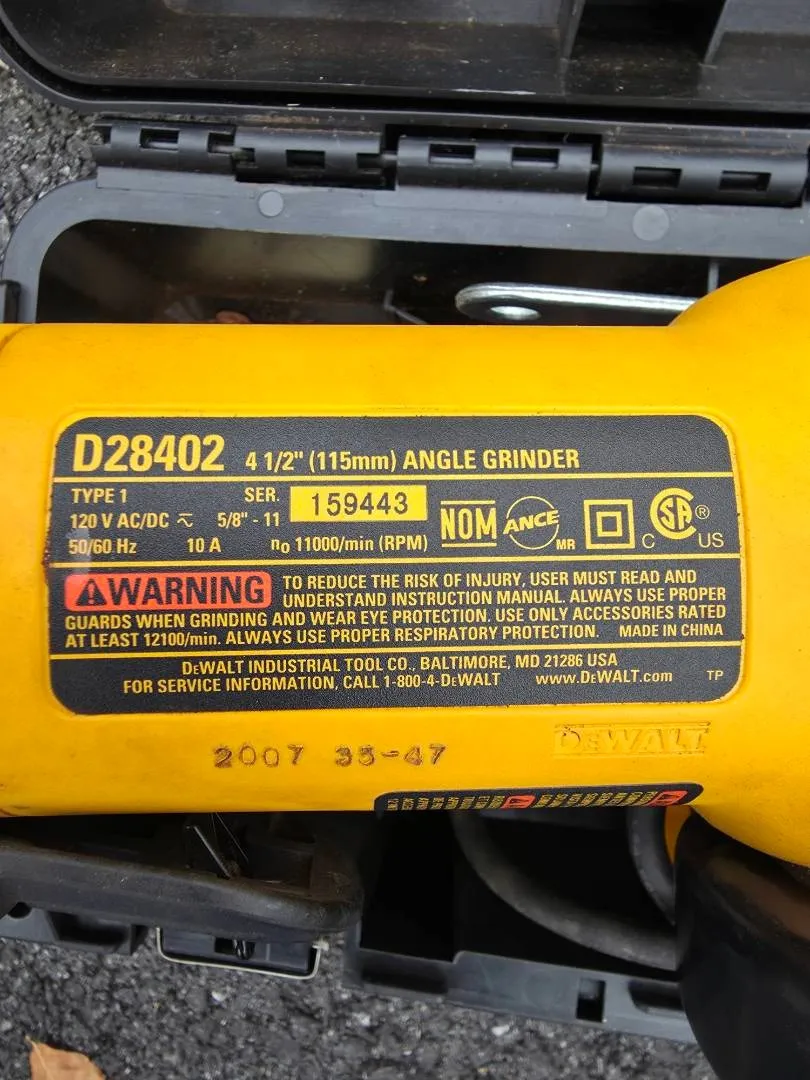 D28402 4 1/2" (115mm) ANGLE GRINDER
TYPE 1 SER. 159443
120 V AC/DC 5/8" - 11
50/60 Hz 10 A n₀ 11000/min (RPM)
NOM ANCE MR C SA ® C US
WARNING TO REDUCE THE RISK OF INJURY, USER MUST READ AND
UNDERSTAND INSTRUCTION MANUAL. ALWAYS USE PROPER
GUARDS WHEN GRINDING AND WEAR EYE PROTECTION. USE ONLY ACCESSORIES RATED
AT LEAST 12100/min. ALWAYS USE PROPER RESPIRATORY PROTECTION. MADE IN CHINA
DEWALT INDUSTRIAL TOOL CO., BALTIMORE, MD 21286 USA
FOR SERVICE INFORMATION, CALL 1-800-4-DEWALT www.DEWALT.com TP
DEWALT
2007 35-47